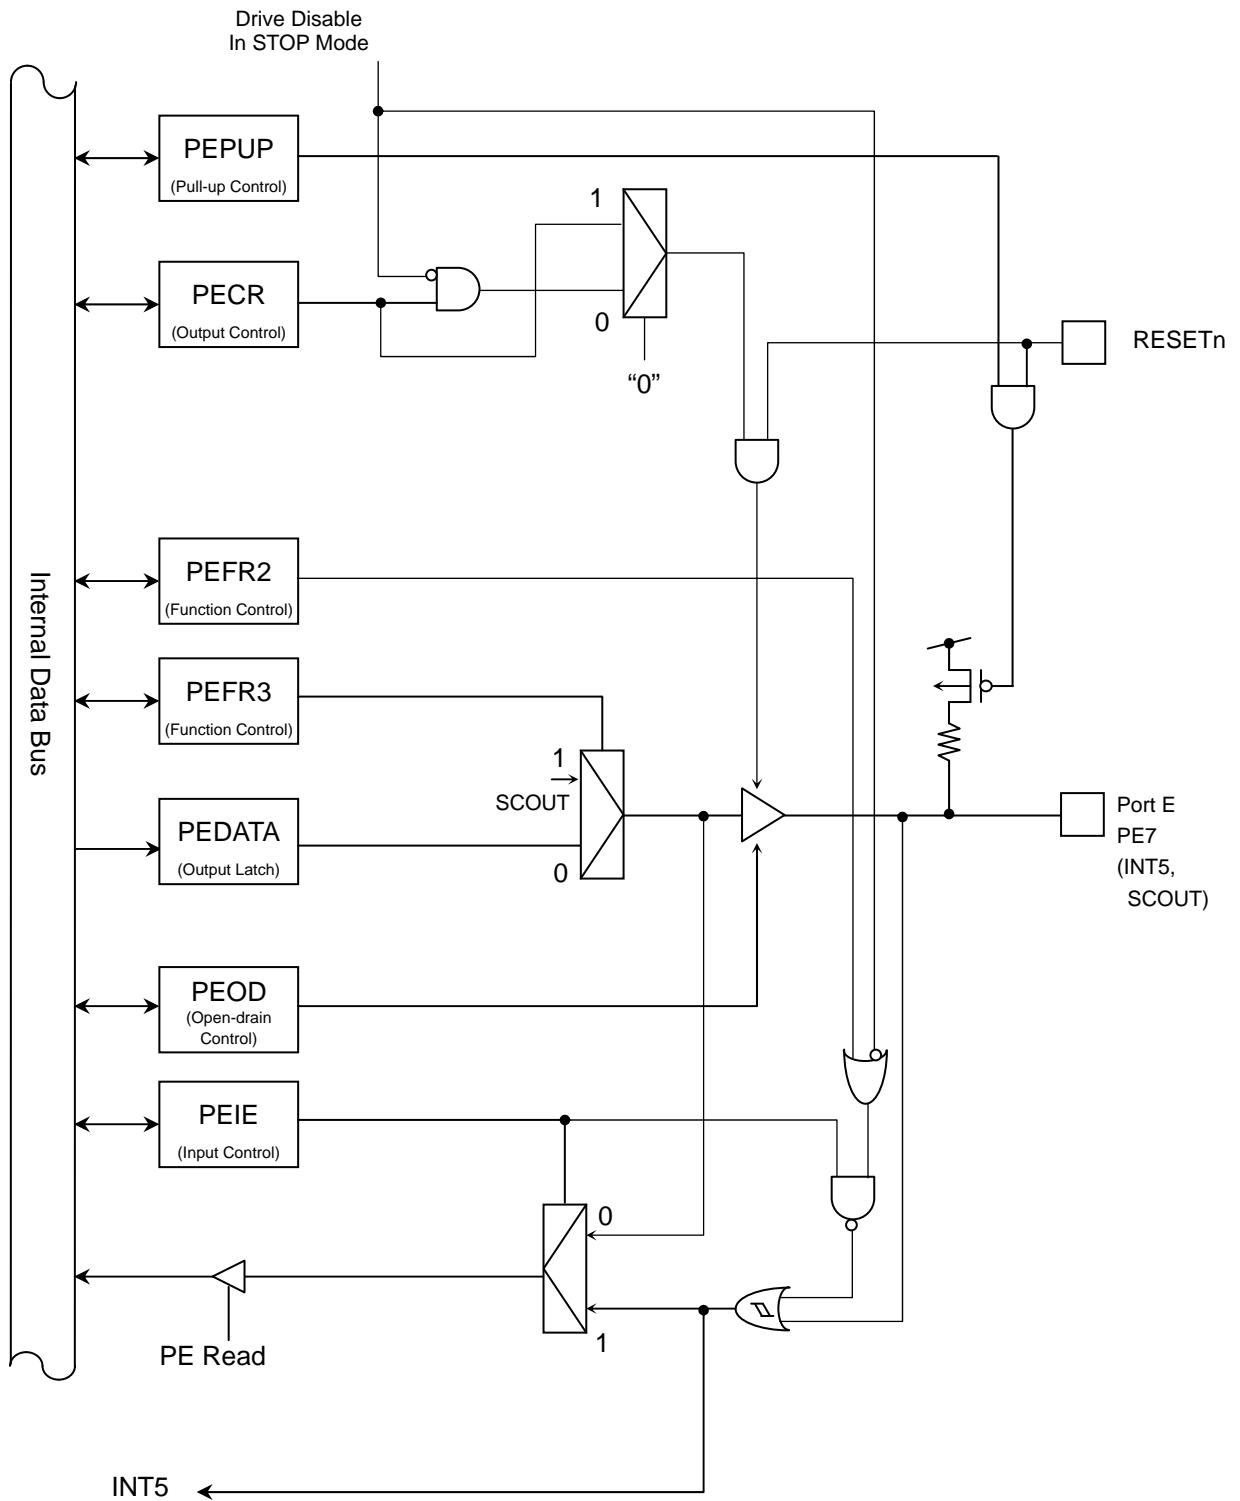 Drive Disable
In STOP Mode
PEPUP
(Pull-up Control)
1
PECR
(Output Control)
0
“0”
RESETn
Internal Data Bus
PEFR2
(Function Control)
PEFR3
(Function Control)
1
SCOUT
PEDATA
(Output Latch)
0
Port E
PE7
(INT5,
SCOUT)
PEOD
(Open-drain
Control)
PEIE
(Input Control)
0
1
PE Read
INT5